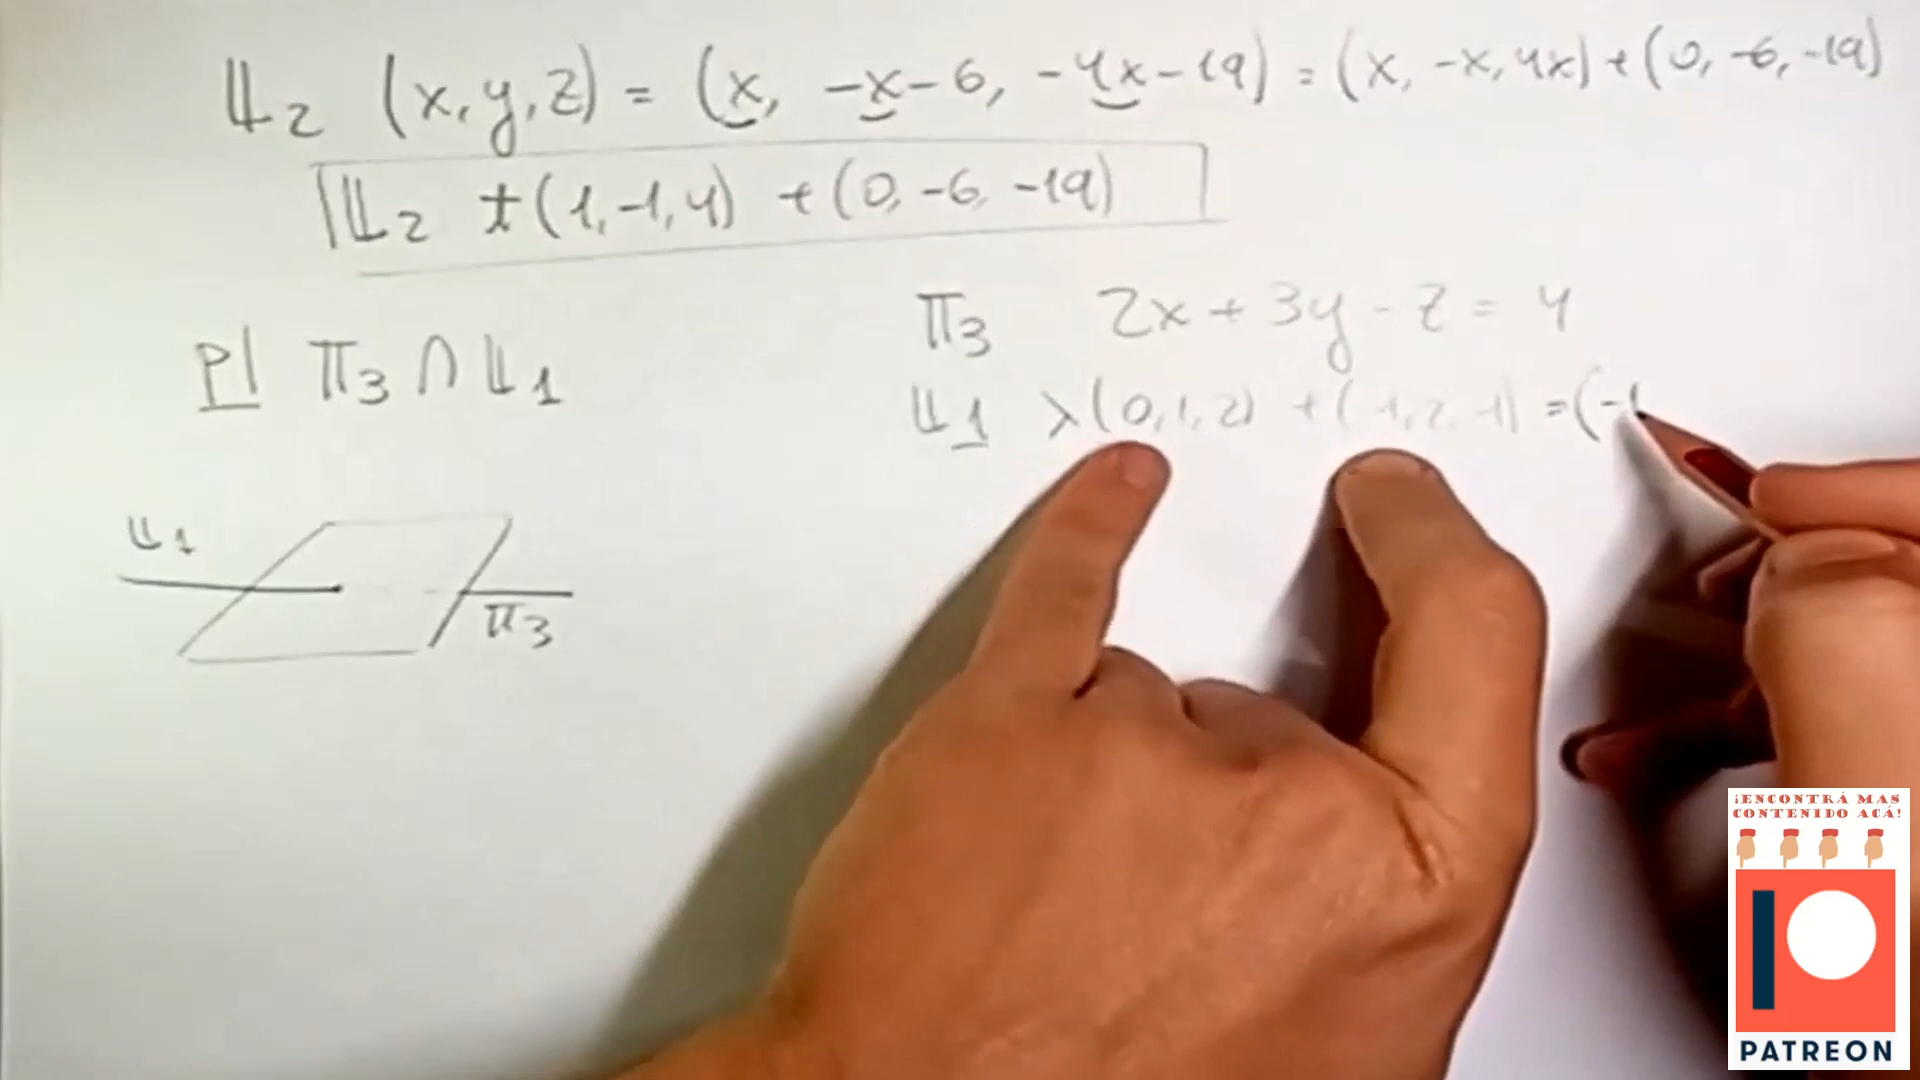 𝕃₂ (x, y, z) = (x, -x-6, -4x-19) = (x, -x, 4x) + (0, -6, -19)
𝕃₂ t(1, -1, 4) + (0, -6, -19)
π₃ 2x + 3y - z = 4
P| π₃ ∩ 𝕃₁
𝕃₁ λ(0, 1, 2) + (-1, 2, -1) = (-1
𝕃₁
π₃
¡ENCONTRÁ MAS
CONTENIDO ACÁ!
PATREON